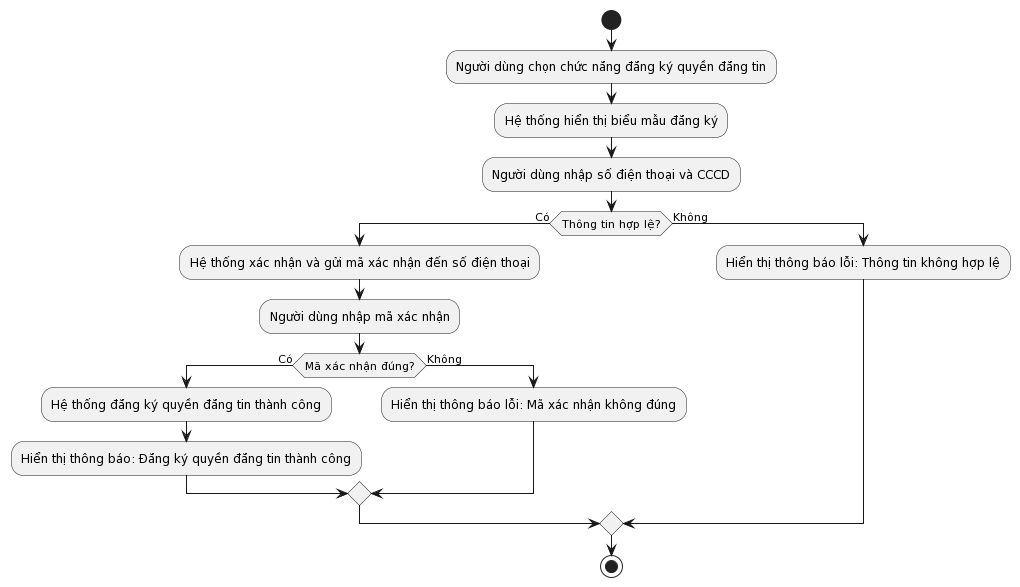 Người dùng chọn chức năng đăng ký quyền đăng tin
Hệ thống hiển thị biểu mẫu đăng ký
Người dùng nhập số điện thoại và CCCD
Có
Thông tin hợp lệ?
Không
Hệ thống xác nhận và gửi mã xác nhận đến số điện thoại
Hiển thị thông báo lỗi: Thông tin không hợp lệ
Người dùng nhập mã xác nhận
Có
Mã xác nhận đúng?
Không
Hệ thống đăng ký quyền đăng tin thành công
Hiển thị thông báo lỗi: Mã xác nhận không đúng
Hiển thị thông báo: Đăng ký quyền đăng tin thành công